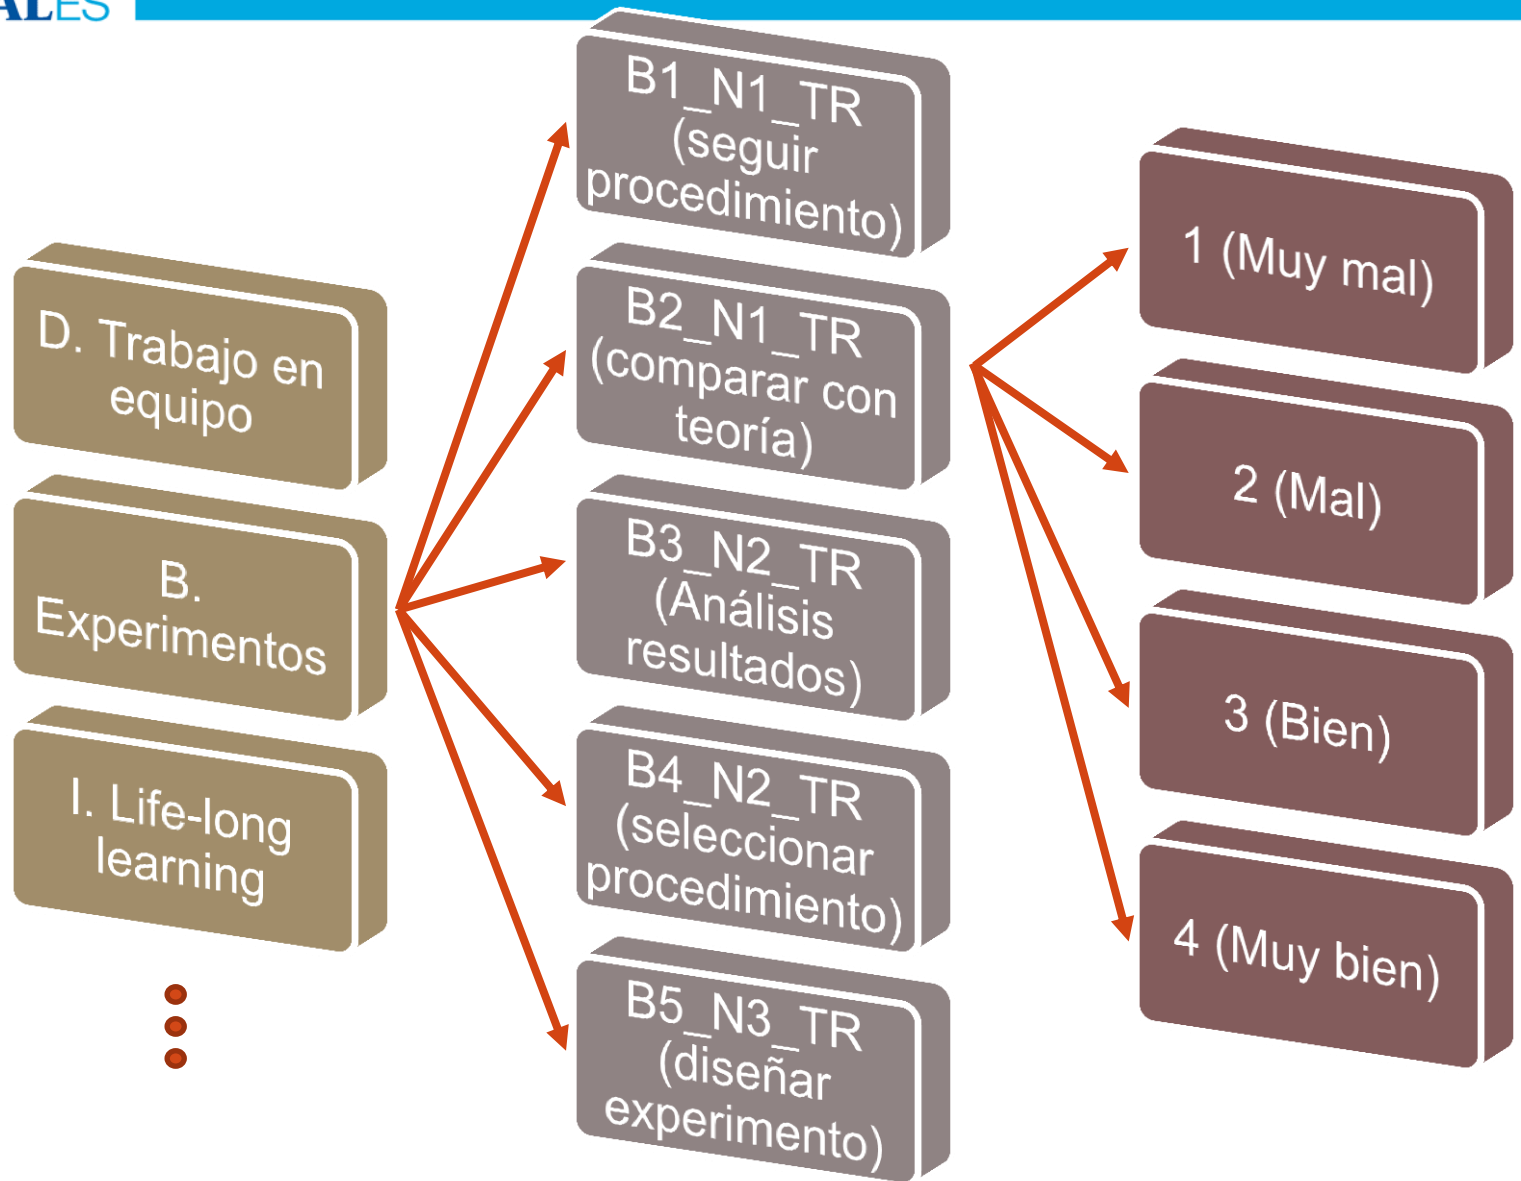 ALES
D. Trabajo en
equipo
B.
Experimentos
I. Life-long
learning
B1_N1_TR
(seguir
procedimiento)
B2_N1_TR
(comparar con
teoría)
B3_N2_TR
(Análisis
resultados)
B4_N2_TR
(seleccionar
procedimiento)
B5_N3_TR
(diseñar
experimento)
1 (Muy mal)
2 (Mal)
3 (Bien)
4 (Muy bien)